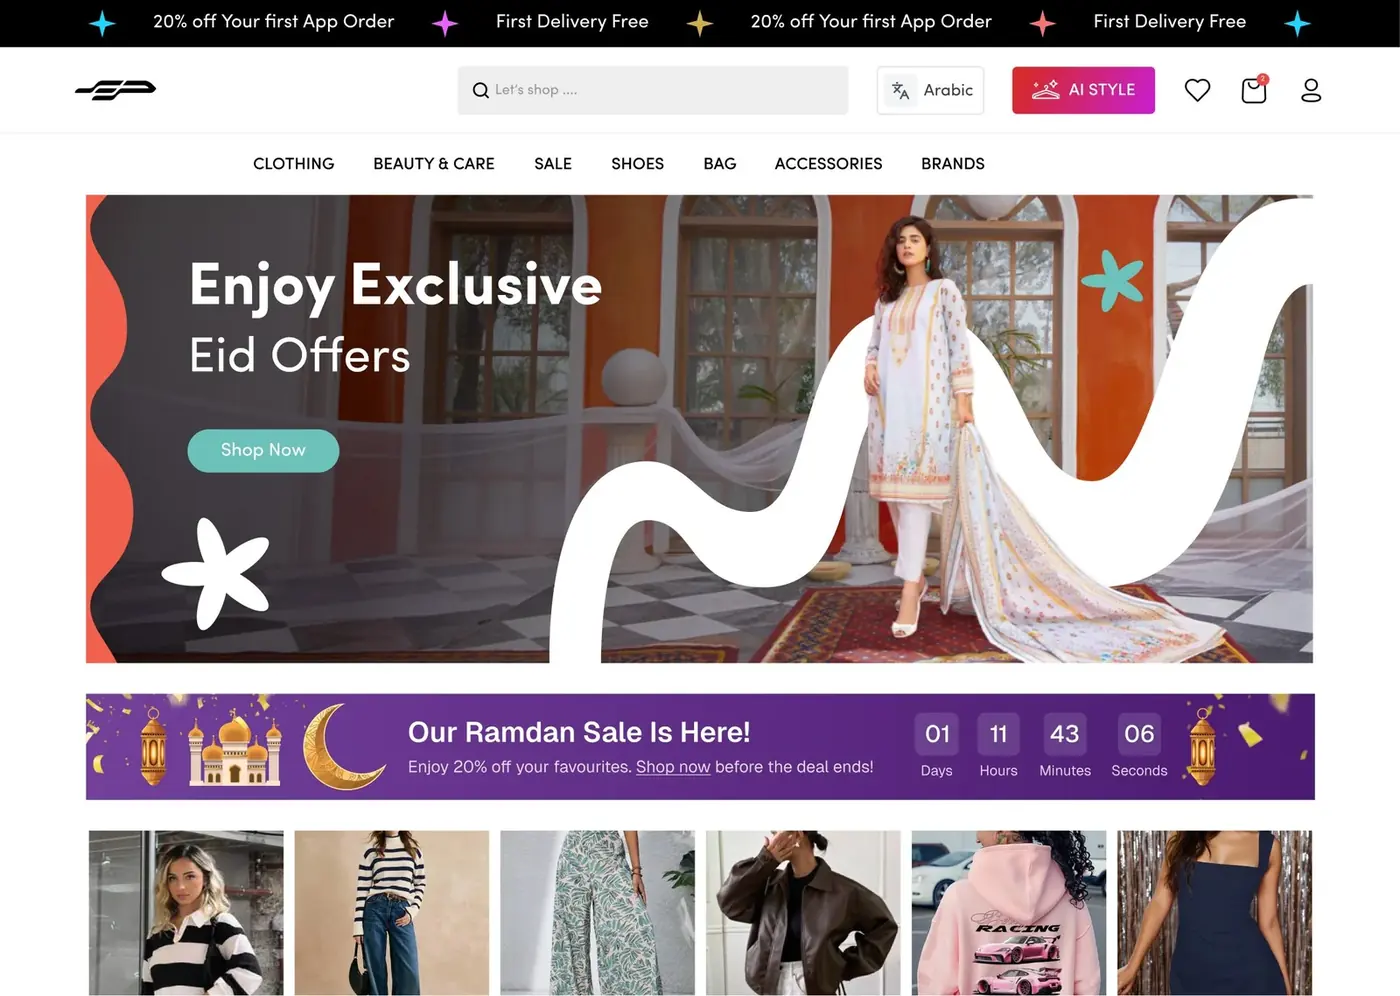 20% off Your first App Order First Delivery Free 20% off Your first App Order First Delivery Free
Let's shop ....
Arabic
AI STYLE
2
CLOTHING BEAUTY & CARE SALE SHOES BAG ACCESSORIES BRANDS
Enjoy Exclusive
Eid Offers
Shop Now
Our Ramdan Sale Is Here!
Enjoy 20% off your favourites. Shop now before the deal ends!
01 11 43 06
Days Hours Minutes Seconds
RACING